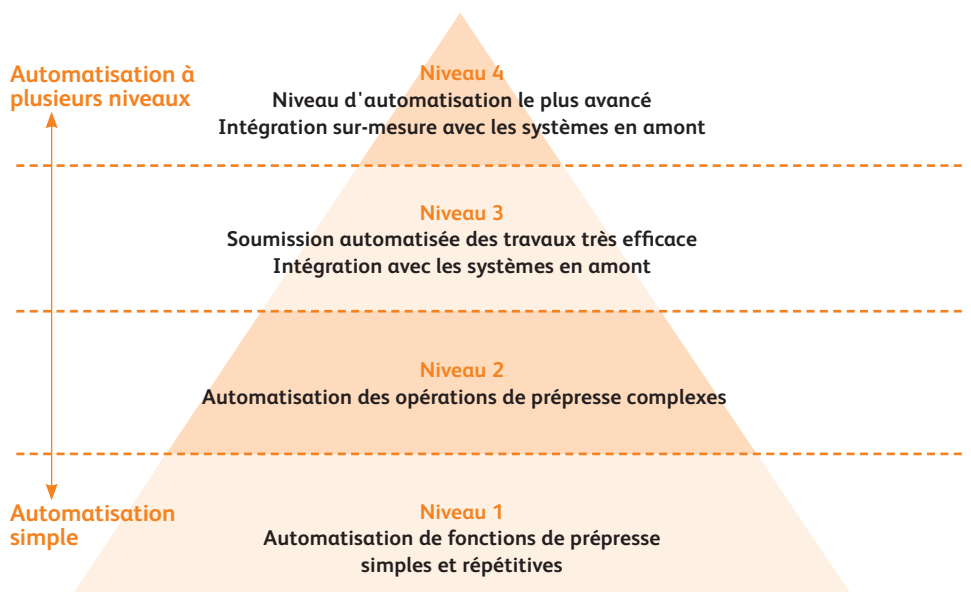 Automatisation à
plusieurs niveaux
Niveau 4
Niveau d'automatisation le plus avancé
Intégration sur-mesure avec les systèmes en amont
Niveau 3
Soumission automatisée des travaux très efficace
Intégration avec les systèmes en amont
Niveau 2
Automatisation des opérations de prépresse complexes
Automatisation
simple
Niveau 1
Automatisation de fonctions de prépresse
simples et répétitives